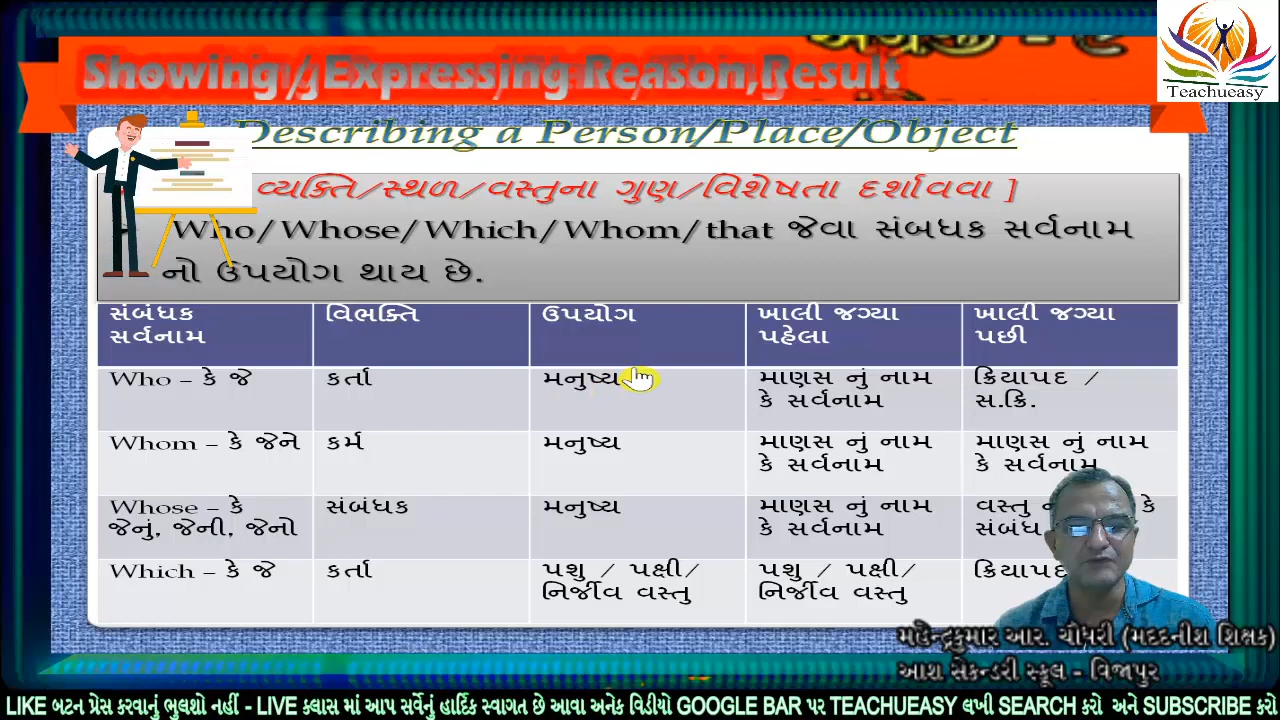 Teachueasy
Showing / Expressing Reason,Result
Describing a Person/Place/Object
વ્યક્તિ/સ્થળ/વસ્તુના ગુણ/વિશેષતા દર્શાવવા ]
Who/Whose/Which/Whom/that જેવા સંબધક સર્વનામ
નો ઉપયોગ થાય છે.
સંબંધક સર્વનામ વિભક્તિ ઉપયોગ ખાલી જગ્યા પહેલા ખાલી જગ્યા પછી
Who – કે જે કર્તા મનુષ્ય માણસ નું નામ કે સર્વનામ ક્રિયાપદ / સ.ક્રિ.
Whom – કે જેને કર્મ મનુષ્ય માણસ નું નામ કે સર્વનામ માણસ નું નામ કે સર્વનામ
Whose – કે જેનું, જેની, જેનો સંબંધક મનુષ્ય માણસ નું નામ કે સર્વનામ વસ્તુ કે
Which – કે જે કર્તા પશુ / પક્ષી/ નિર્જીવ વસ્તુ પશુ / પક્ષી/ નિર્જીવ વસ્તુ ક્રિયાપદ
મહેન્દ્રકુમાર આર. ચૌધરી (મદદનીશ શિક્ષક)
આશ સેકન્ડરી સ્કૂલ - વિજાપુર
LIKE બટન પ્રેસ કરવાનું ભુલશો નહીં - LIVE ક્લાસ માં આપ સર્વેનું હાર્દિક સ્વાગત છે આવા અનેક વિડીયો GOOGLE BAR પર TEACHUEASY લખી SEARCH કરો અને SUBSCRIBE કરો